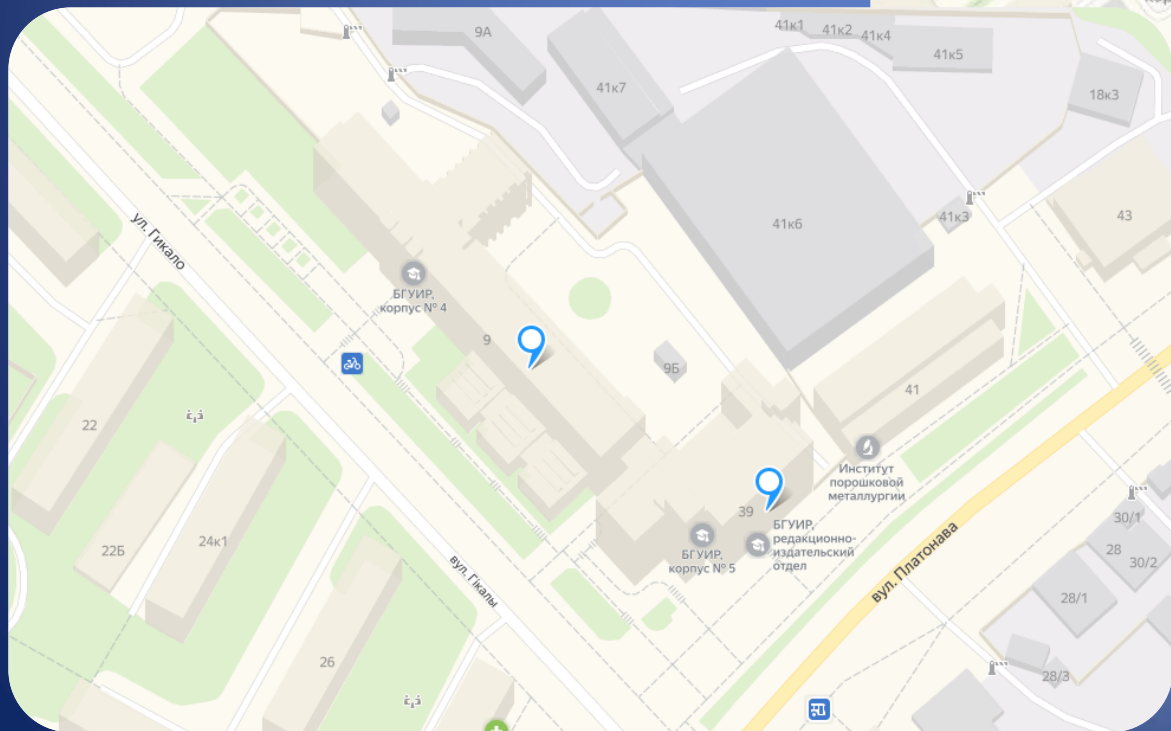 9А
41к1
41к2
41к4
41к5
41к7
18к3
ул. Гикало
41к6
41к3
43
БГУИР,
корпус № 4
9
9Б
41
22
Институт
порошковой
металлургии
39
БГУИР,
редакционно-
издательский
отдел
БГУИР,
корпус № 5
24к1
22Б
вул. Гікалы
вул. Платонава
30/1
28
30/2
28/1
26
28/3